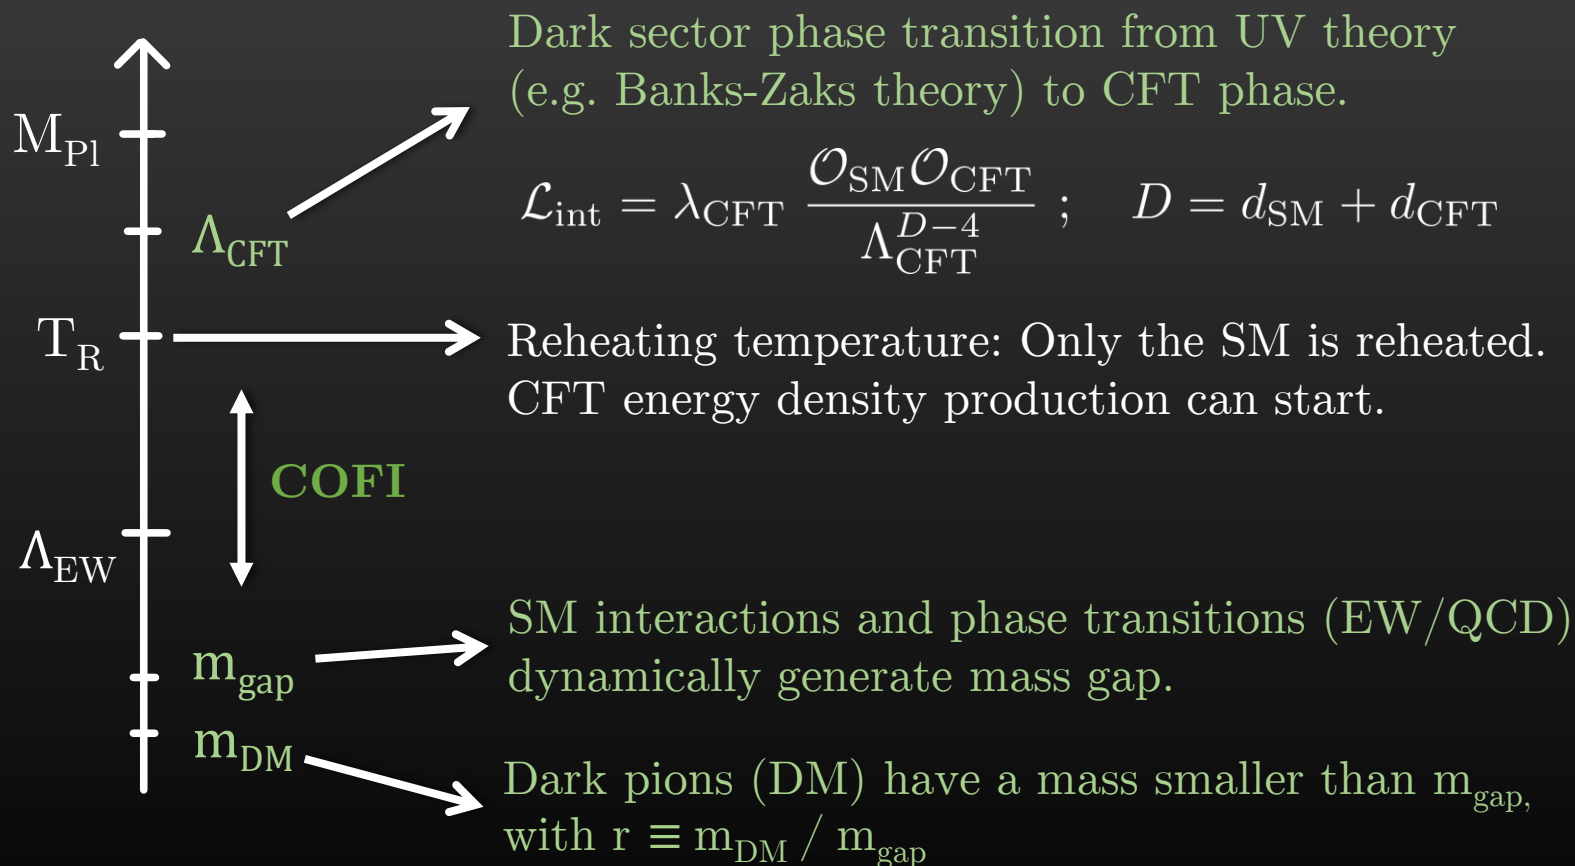 Dark sector phase transition from UV theory
(e.g. Banks-Zaks theory) to CFT phase.
M_Pl
Λ_CFT
𝓛_int = λ_CFT 𝒪_SM 𝒪_CFT / Λ_CFT^{D−4} ; D = d_SM + d_CFT
T_R
Reheating temperature: Only the SM is reheated.
CFT energy density production can start.
COFI
Λ_EW
m_gap
SM interactions and phase transitions (EW/QCD)
dynamically generate mass gap.
m_DM
Dark pions (DM) have a mass smaller than m_gap,
with r ≡ m_DM / m_gap